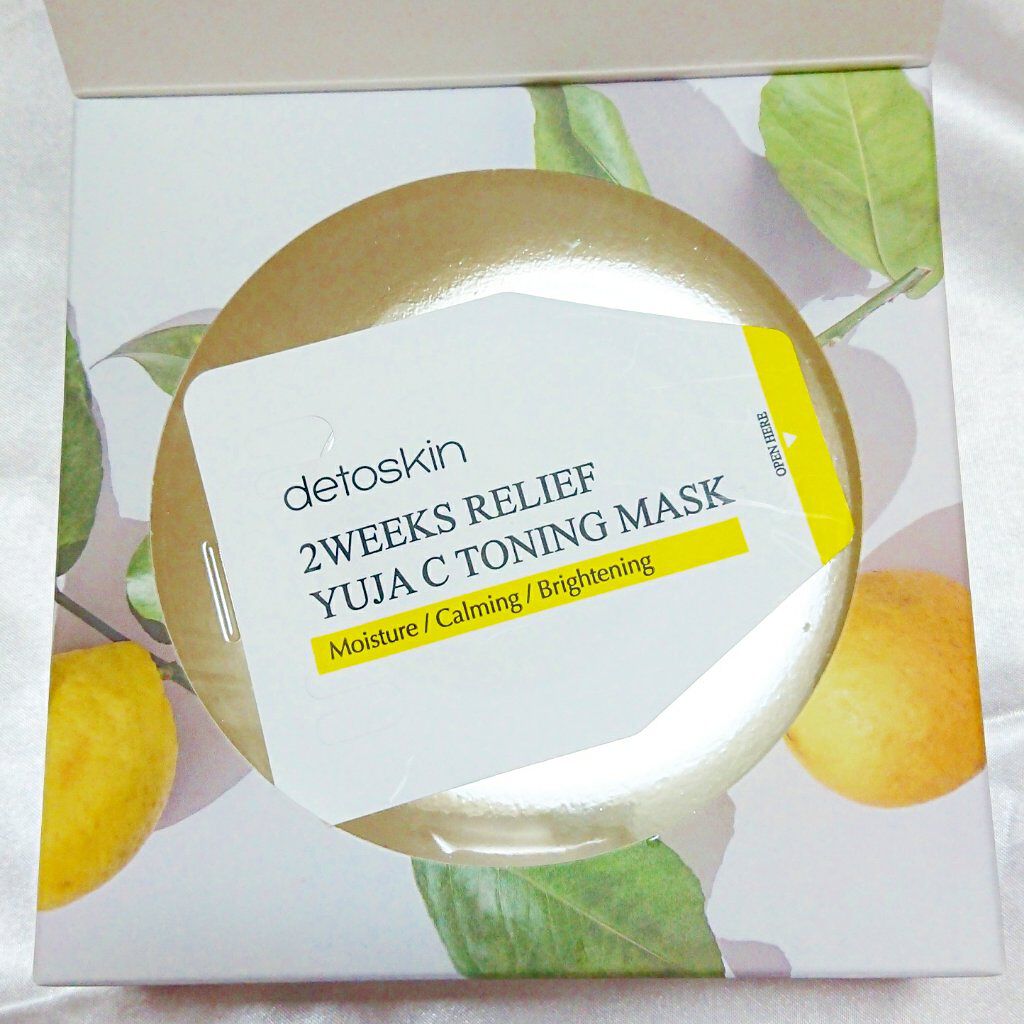 detoskin
2WEEKS RELIEF
YUJA C TONING MASK
Moisture / Calming / Brightening
OPEN HERE